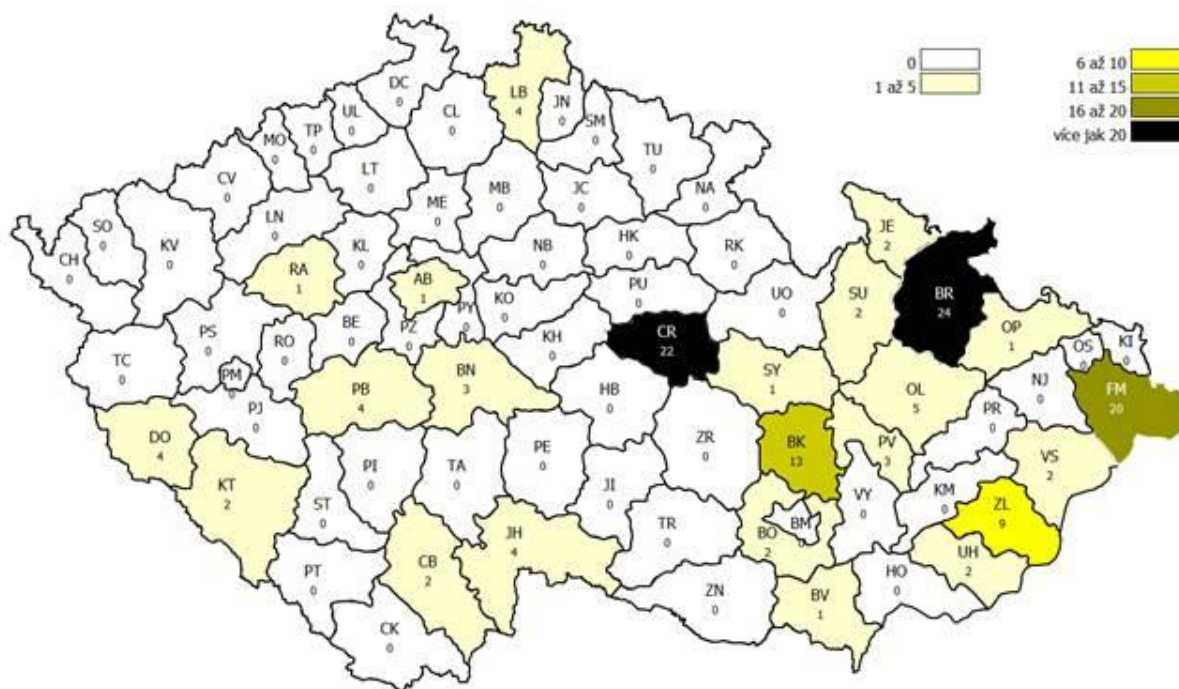 0
1 až 5
6 až 10
11 až 15
16 až 20
více jak 20
DC
0
LB
4
JN
0
SM
0
UL
0
CL
0
TP
0
MO
0
TU
0
CV
0
LT
0
MB
0
JC
0
NA
0
ME
0
SO
0
LN
0
KV
0
KL
0
NB
0
HK
0
RK
0
CH
0
RA
1
AB
1
JE
2
KO
0
PU
0
UO
0
SU
2
BR
24
PS
0
RO
0
BE
0
PZ
0
PY
0
KH
0
CR
22
OP
1
OS
0
KI
0
TC
0
PM
0
PB
4
BN
3
HB
0
SY
1
OL
5
NJ
0
FM
20
PJ
0
PR
0
DO
4
PI
0
TA
0
PE
0
ZR
0
BK
13
PV
3
VS
2
KT
2
ST
0
JI
0
VY
0
KM
0
ZL
9
TR
0
BO
2
BM
0
JH
4
CB
2
UH
2
PT
0
ZN
0
BV
1
HO
0
CK
0